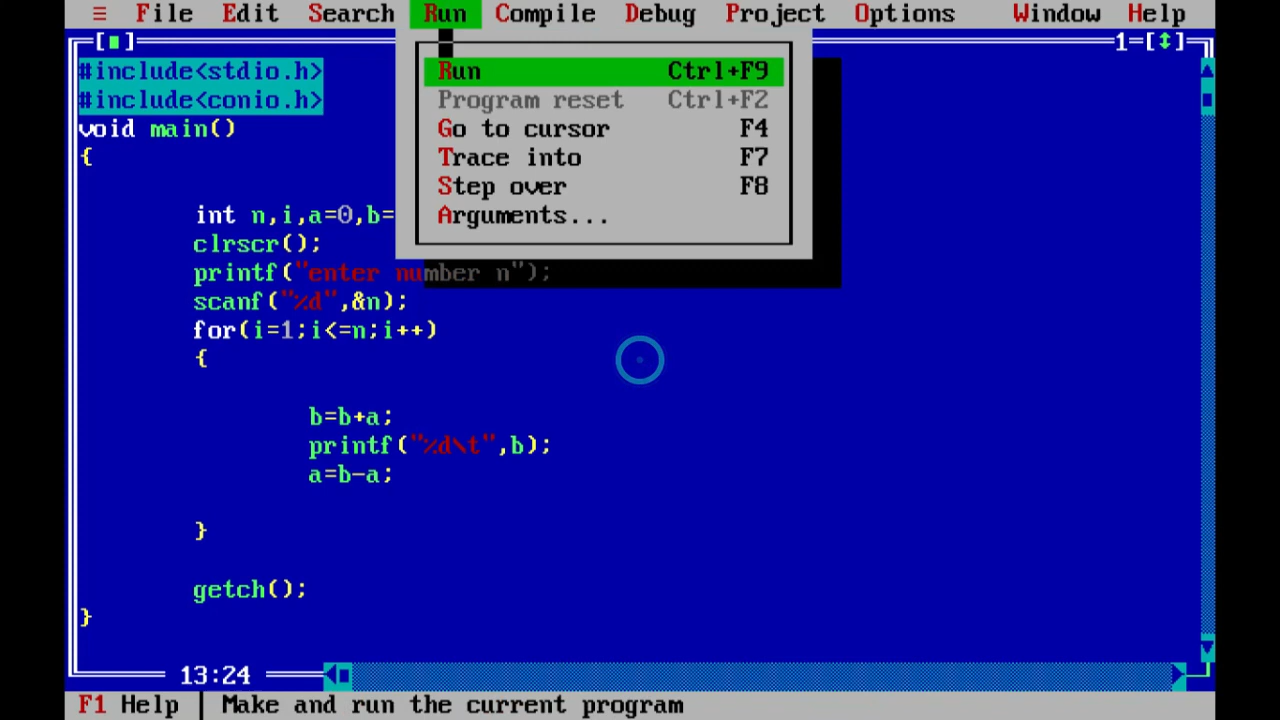 ≡ File Edit Search Run Compile Debug Project Options Window Help
1
Run Ctrl+F9
Program reset Ctrl+F2
Go to cursor F4
Trace into F7
Step over F8
Arguments...
#include<stdio.h>
#include<conio.h>
void main()
{
int n,i,a=0,b=
clrscr();
printf("enter number n");
scanf("%d",&n);
for(i=1;i<=n;i++)
{
b=b+a;
printf("%d\t",b);
a=b-a;
}
getch();
}
13:24
F1 Help | Make and run the current program